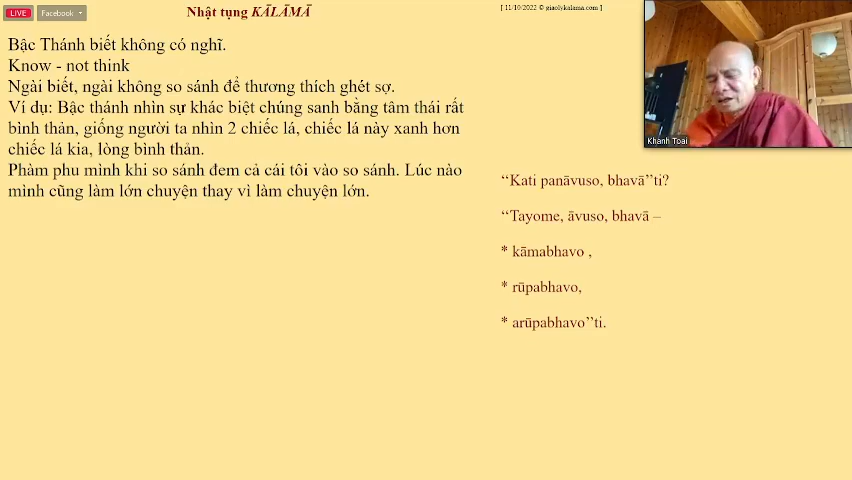 LIVE
Facebook
Nhật tụng KĀLĀMĀ
[ 11/10/2022 © giaolykalama.com ]
Bậc Thánh biết không có nghĩ.
Know - not think
Ngài biết, ngài không so sánh để thương thích ghét sợ.
Ví dụ: Bậc thánh nhìn sự khác biệt chúng sanh bằng tâm thái rất
bình thản, giống người ta nhìn 2 chiếc lá, chiếc lá này xanh hơn
chiếc lá kia, lòng bình thản.
Phàm phu mình khi so sánh đem cả cái tôi vào so sánh. Lúc nào
mình cũng làm lớn chuyện thay vì làm chuyện lớn.
Khanh Toai
“Kati panāvuso, bhavā”ti?
“Tayome, āvuso, bhavā –
* kāmabhavo ,
* rūpabhavo,
* arūpabhavo”ti.